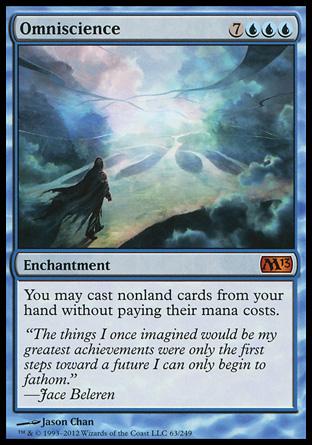 Omniscience 7
Enchantment M13
You may cast nonland cards from your
hand without paying their mana costs.
“The things I once imagined would be my
greatest achievements were only the first
steps toward a future I can only begin to
fathom.”
—Jace Beleren
Jason Chan
™ & © 1993–2012 Wizards of the Coast LLC 63/249